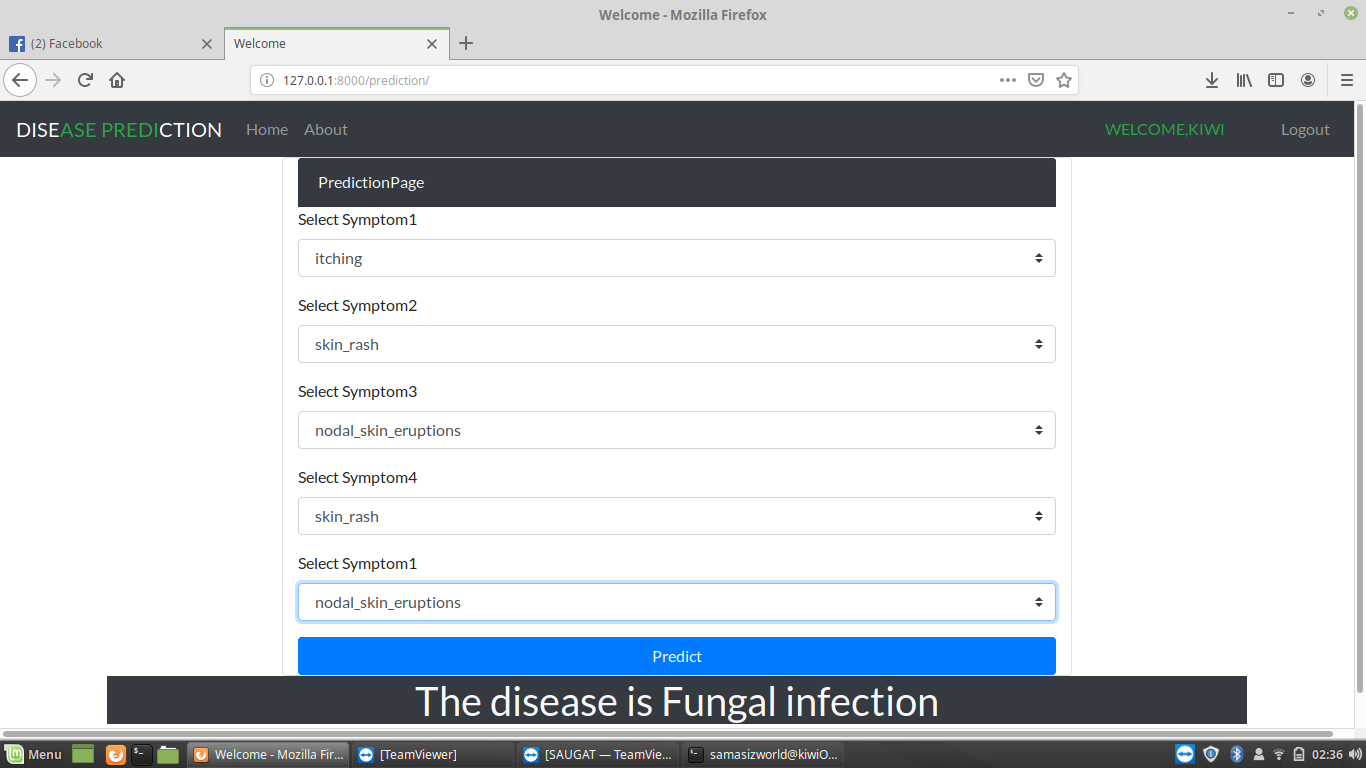 Welcome - Mozilla Firefox
(2) Facebook
Welcome
127.0.0.1:8000/prediction/
DISEASE PREDICTION Home About WELCOME,KIWI Logout
PredictionPage
Select Symptom1
itching
Select Symptom2
skin_rash
Select Symptom3
nodal_skin_eruptions
Select Symptom4
skin_rash
Select Symptom1
nodal_skin_eruptions
Predict
The disease is Fungal infection
Menu Welcome - Mozilla Fir... [TeamViewer] [SAUGAT — TeamVie... samasizworld@kiwiO... 02:36